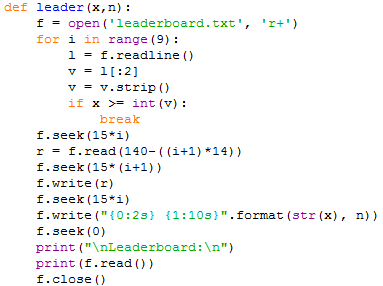 def leader(x,n):
    f = open('leaderboard.txt', 'r+')
    for i in range(9):
        l = f.readline()
        v = l[:2]
        v = v.strip()
        if x >= int(v):
            break
    f.seek(15*i)
    r = f.read(140-((i+1)*14))
    f.seek(15*(i+1))
    f.write(r)
    f.seek(15*i)
    f.write("{0:2s} {1:10s}".format(str(x), n))
    f.seek(0)
    print("\nLeaderboard:\n")
    print(f.read())
    f.close()